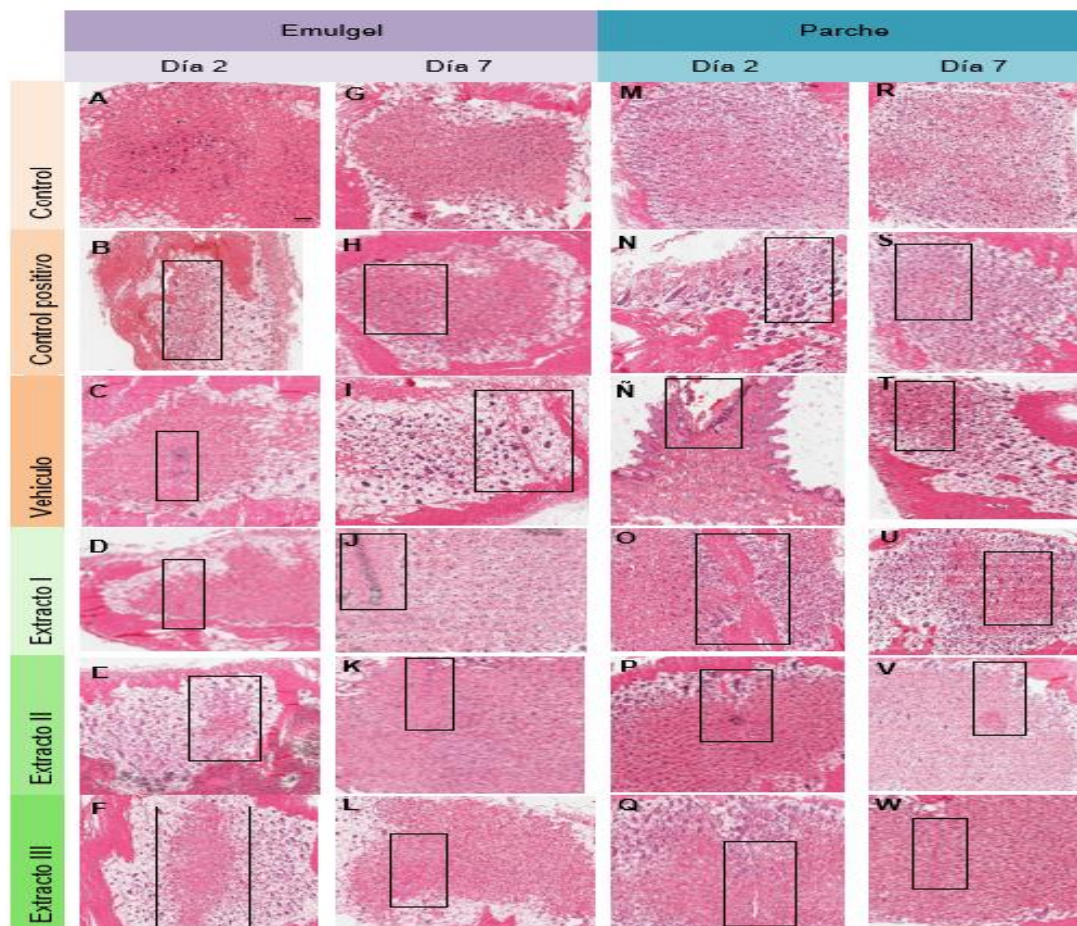 Emulgel Parche
Día 2 Día 7 Día 2 Día 7
Control
A G M R
Control positivo
B H N S
Vehículo
C I Ñ T
Extracto I
D J O U
Extracto II
E K P V
Extracto III
F L Q W